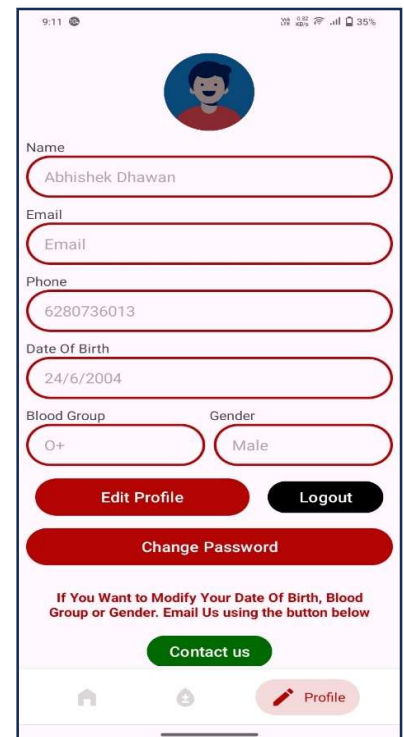 9:11
35%
Name
Abhishek Dhawan
Email
Email
Phone
6280736013
Date Of Birth
24/6/2004
Blood Group Gender
O+ Male
Edit Profile Logout
Change Password
If You Want to Modify Your Date Of Birth, Blood
Group or Gender. Email Us using the button below
Contact us
Profile